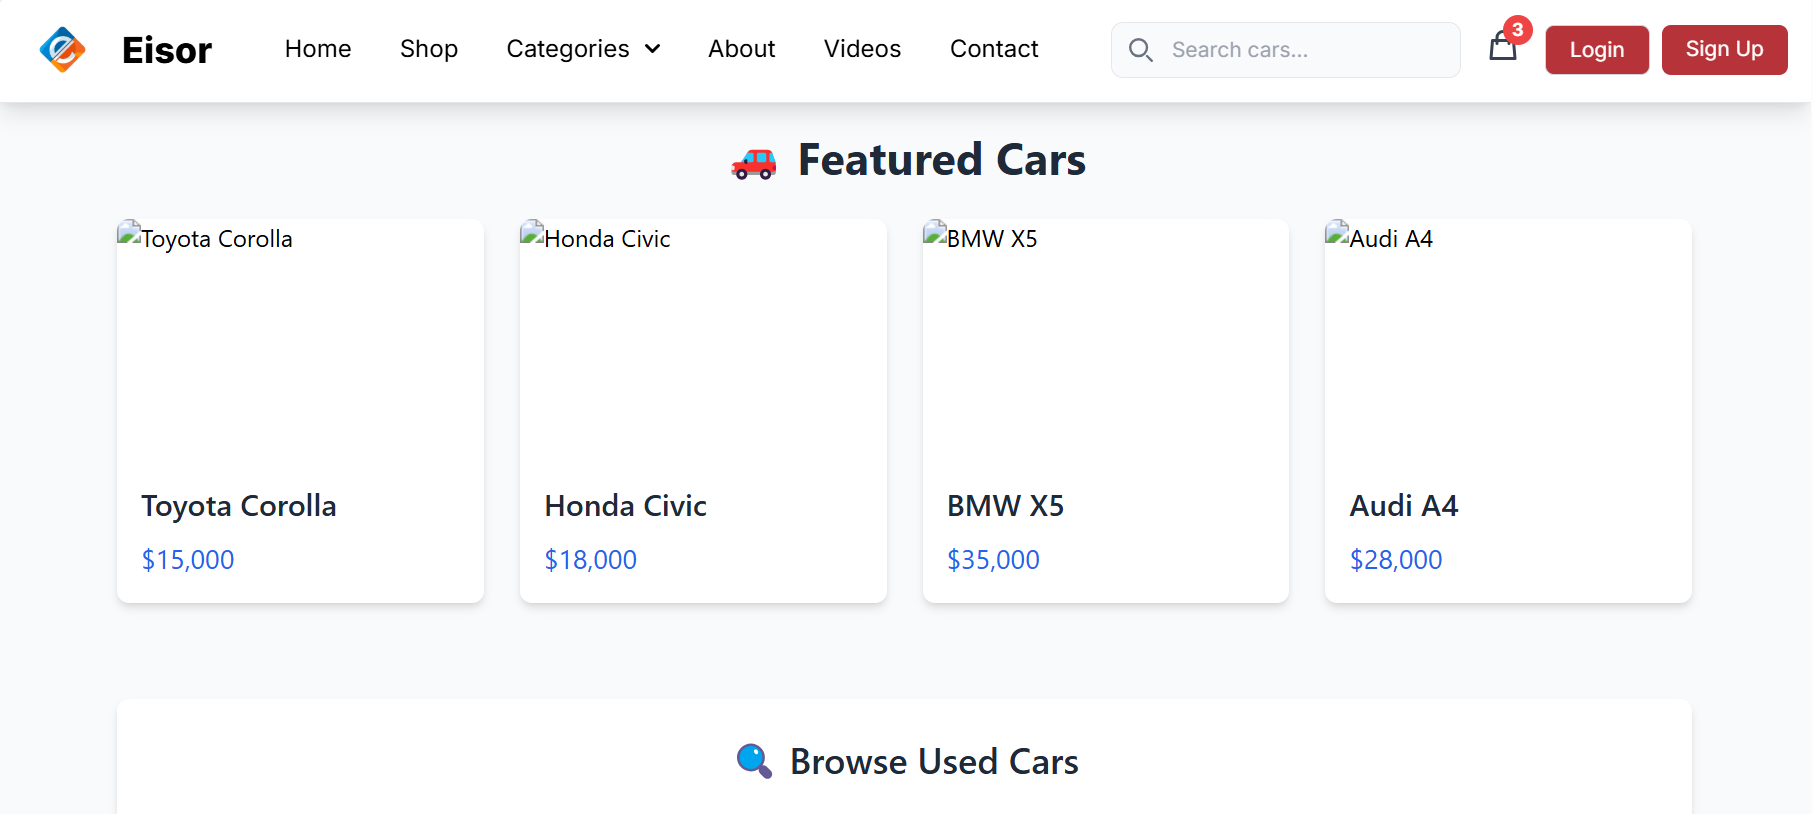 Eisor
Home
Shop
Categories
About
Videos
Contact
Search cars...
3
Login
Sign Up
Featured Cars
Toyota Corolla
Honda Civic
BMW X5
Audi A4
Toyota Corolla
$15,000
Honda Civic
$18,000
BMW X5
$35,000
Audi A4
$28,000
Browse Used Cars